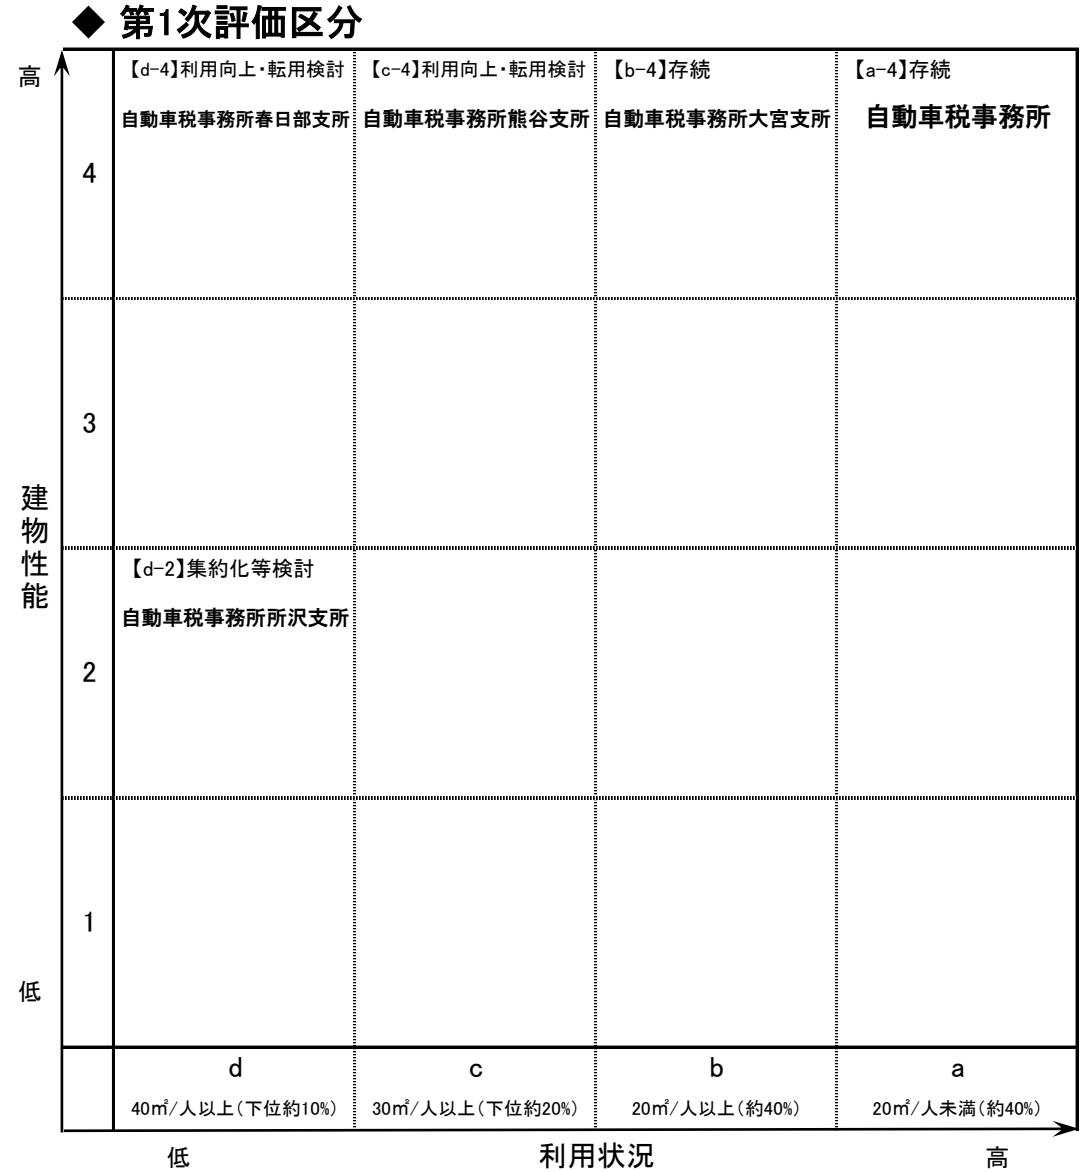 ◆ 第1次評価区分
高
【d-4】利用向上・転用検討
【c-4】利用向上・転用検討
【b-4】存続
【a-4】存続
自動車税事務所春日部支所
自動車税事務所熊谷支所
自動車税事務所大宮支所
自動車税事務所
4
3
建物性能
【d-2】集約化等検討
自動車税事務所所沢支所
2
1
低
d
c
b
a
40㎡/人以上(下位約10%)
30㎡/人以上(下位約20%)
20㎡/人以上(約40%)
20㎡/人未満(約40%)
低
利用状況
高